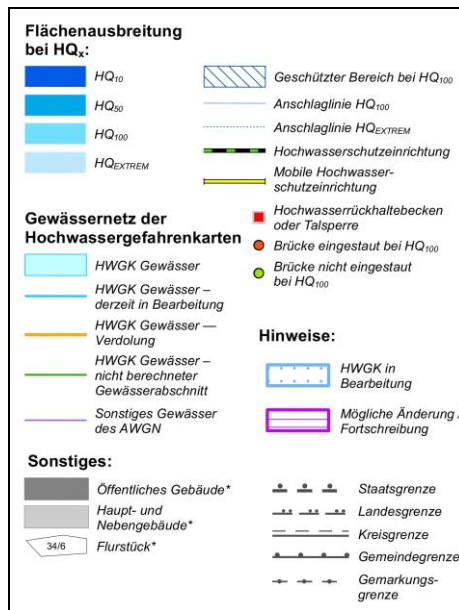 Flächenausbreitung
bei HQx:
HQ10
HQ50
HQ100
HQEXTREM
Geschützter Bereich bei HQ100
Anschlaglinie HQ100
Anschlaglinie HQEXTREM
Hochwasserschutzeinrichtung
Mobile Hochwasser-
schutzeinrichtung
Hochwasserrückhaltebecken
oder Talsperre
Brücke eingestaut bei HQ100
Brücke nicht eingestaut
bei HQ100
Gewässernetz der
Hochwassergefahrenkarten
HWGK Gewässer
HWGK Gewässer –
derzeit in Bearbeitung
HWGK Gewässer —
Verdolung
HWGK Gewässer –
nicht berechneter
Gewässerabschnitt
Sonstiges Gewässer
des AWGN
Hinweise:
HWGK in
Bearbeitung
Mögliche Änderung /
Fortschreibung
Sonstiges:
Öffentliches Gebäude*
Haupt- und
Nebengebäude*
34/6 Flurstück*
Staatsgrenze
Landesgrenze
Kreisgrenze
Gemeindegrenze
Gemarkungs-
grenze